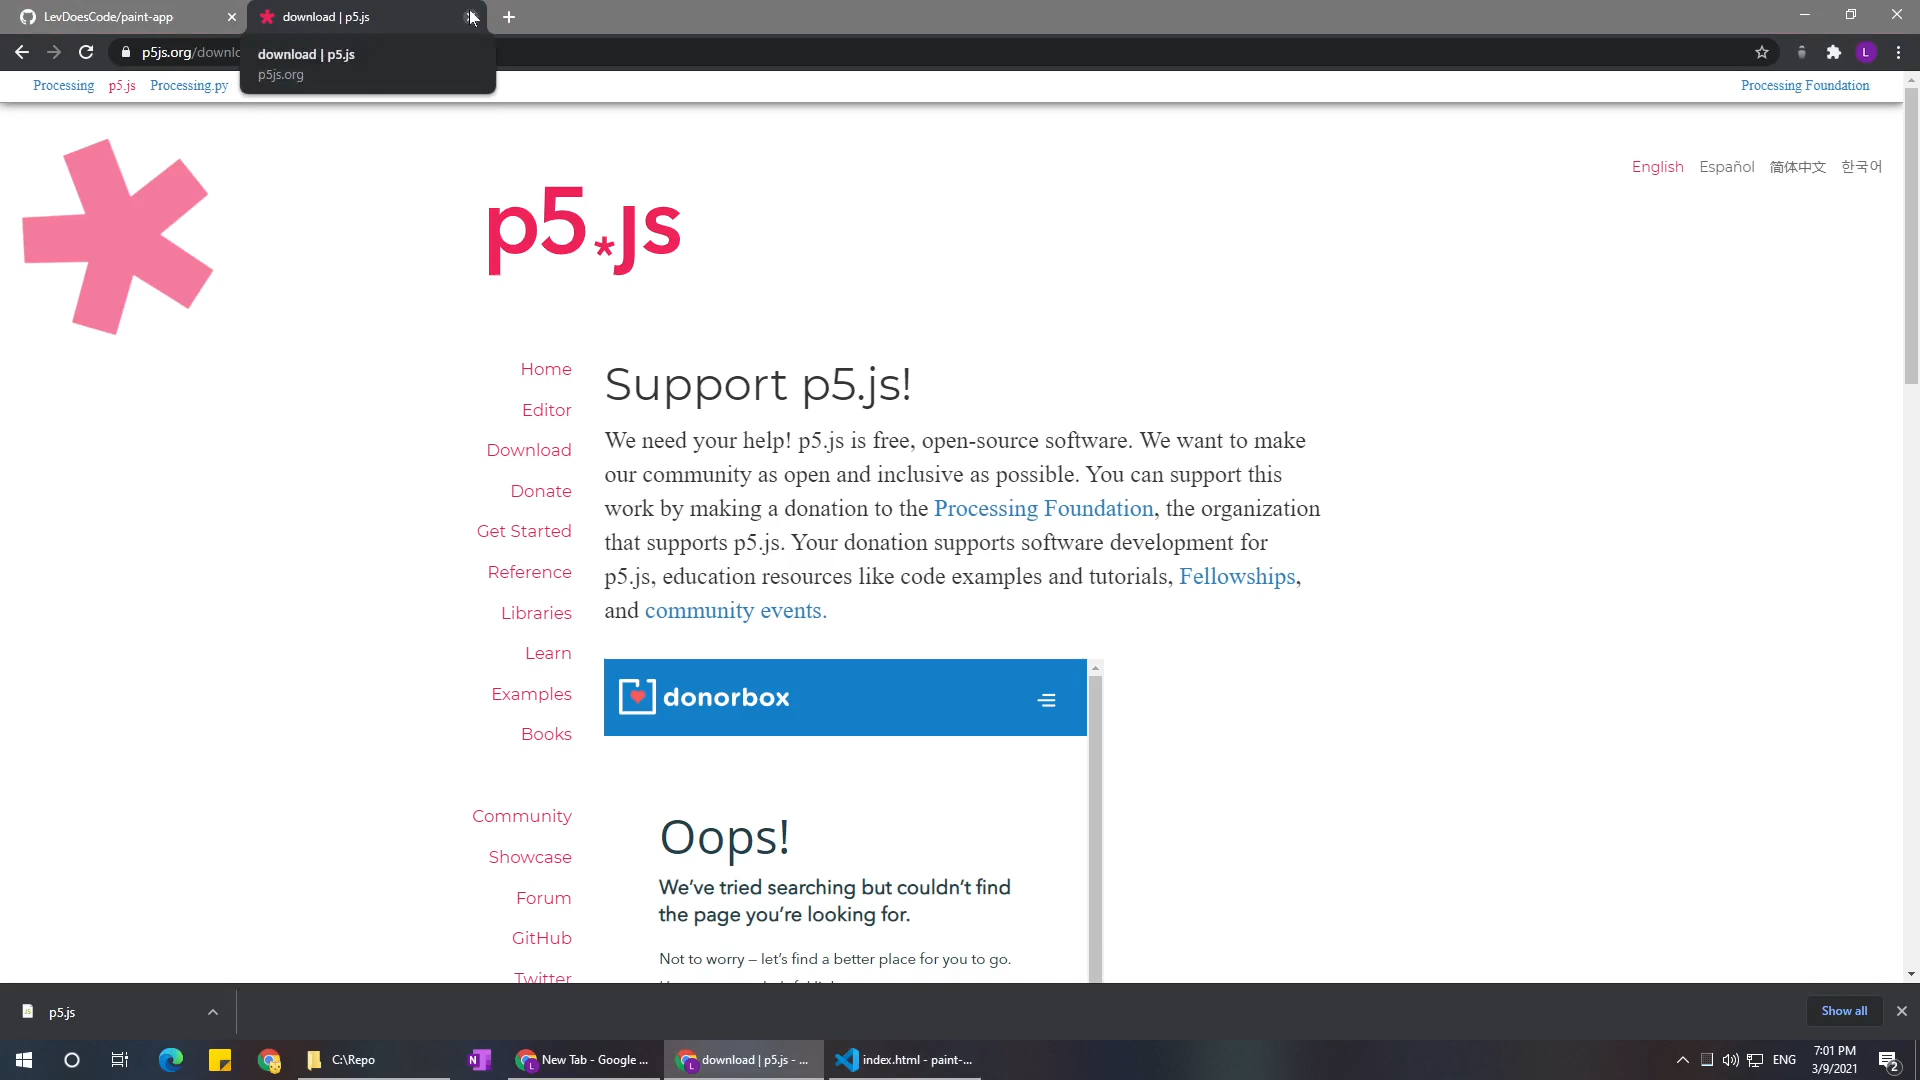 LevDoesCode/paint-app
download | p5.js
p5js.org/downlo
download | p5.js
p5js.org
L
Processing
p5.js
Processing.py
Processing Foundation
English
Español
简体中文
한국어
p5*js
Home
Editor
Download
Donate
Get Started
Reference
Libraries
Learn
Examples
Books
Community
Showcase
Forum
GitHub
Twitter
Support p5.js!
We need your help! p5.js is free, open-source software. We want to make
our community as open and inclusive as possible. You can support this
work by making a donation to the Processing Foundation, the organization
that supports p5.js. Your donation supports software development for
p5.js, education resources like code examples and tutorials, Fellowships,
and community events.
donorbox
Oops!
We've tried searching but couldn't find
the page you're looking for.
Not to worry – let's find a better place for you to go.
p5.js
Show all
C:\Repo
New Tab - Google ...
download | p5.js - ...
index.html - paint-...
ENG
7:01 PM
3/9/2021
2